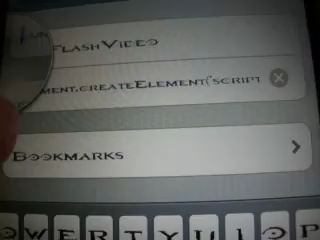 FlashVideo
ment.createElement('script
Bookmarks
W E R T Y U I O P